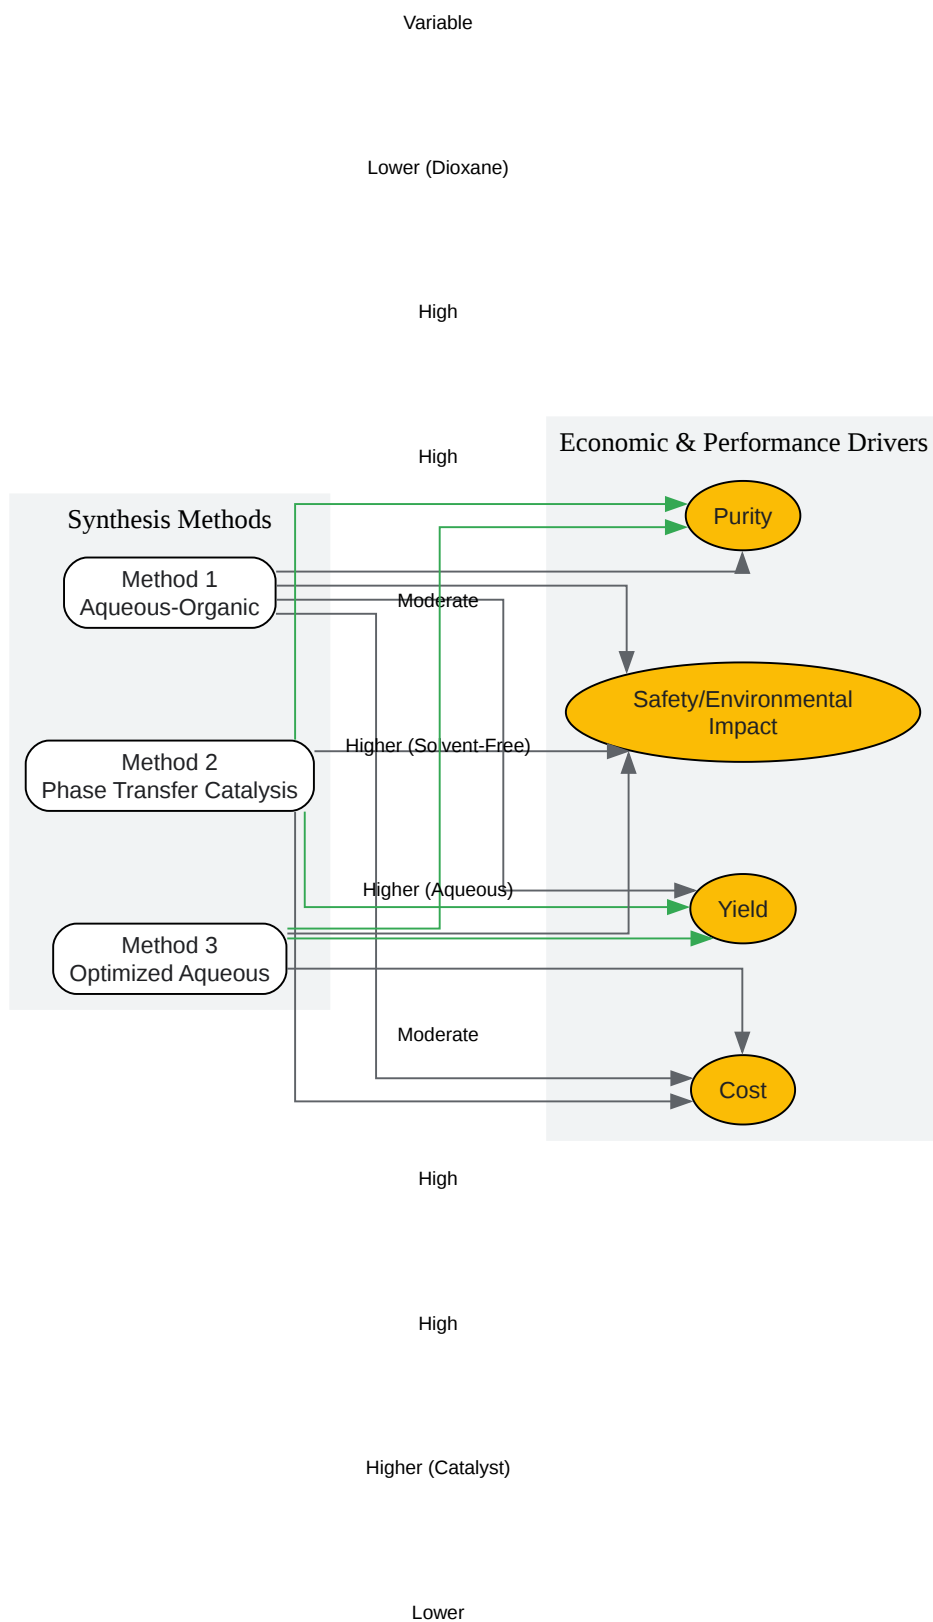 Variable
Lower (Dioxane)
High
High
Economic & Performance Drivers
Synthesis Methods
Purity
Method 1
Aqueous-Organic
Moderate
Safety/Environmental
Impact
Higher (Solvent-Free)
Method 2
Phase Transfer Catalysis
Higher (Aqueous)
Yield
Method 3
Optimized Aqueous
Moderate
Cost
High
High
Higher (Catalyst)
Lower